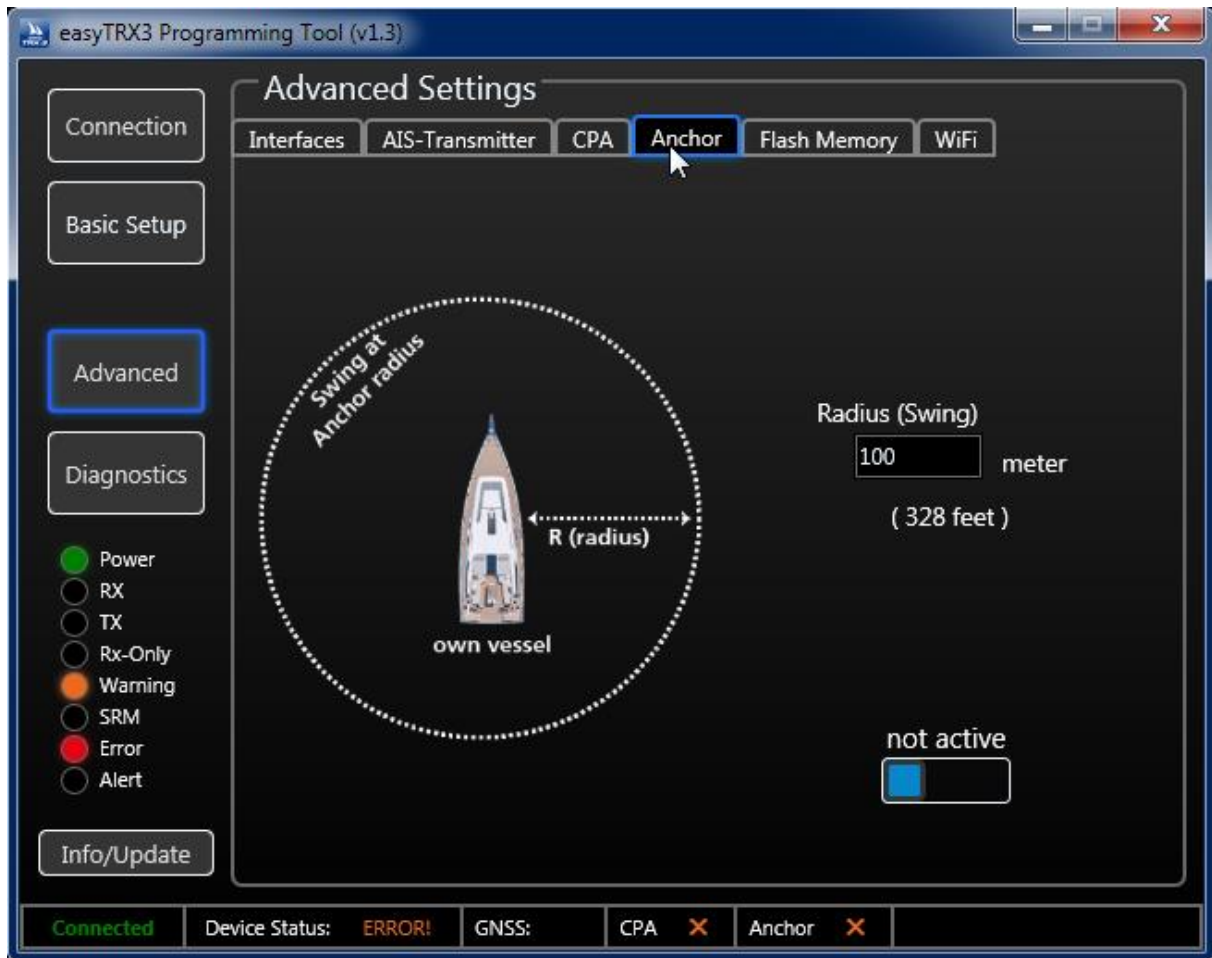 easyTRX3 Programming Tool (v1.3)
Advanced Settings
Connection
Interfaces AIS-Transmitter CPA Anchor Flash Memory WiFi
Basic Setup
Advanced
Diagnostics
Swing at
Anchor radius
R (radius)
own vessel
Radius (Swing)
100 meter
( 328 feet )
not active
Power
RX
TX
Rx-Only
Warning
SRM
Error
Alert
Info/Update
Connected Device Status: ERROR! GNSS: CPA Anchor